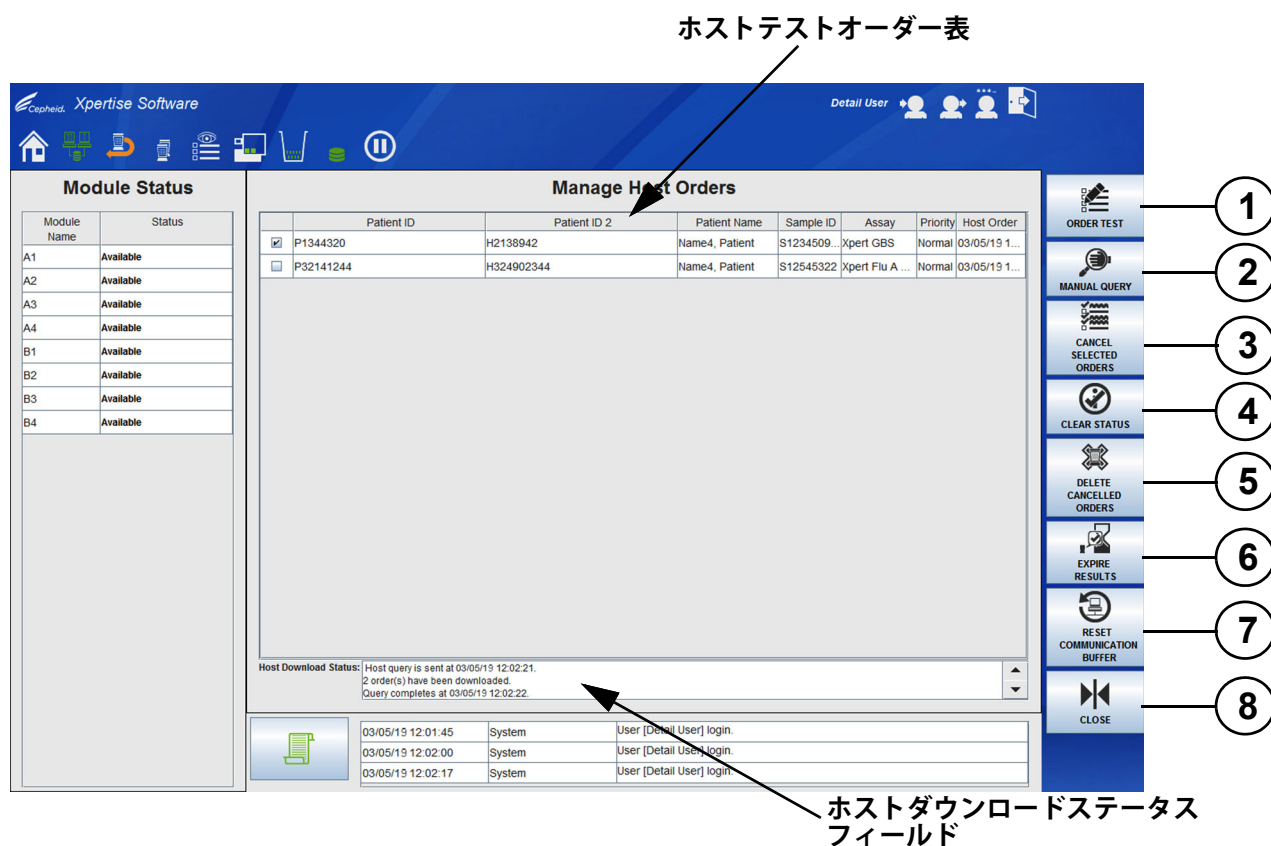 ホストテストオーダー表
Cepheid. Xpertise Software
Detail User
Module Status
Module Name
Status
A1 Available
A2 Available
A3 Available
A4 Available
B1 Available
B2 Available
B3 Available
B4 Available
Manage Host Orders
Patient ID Patient ID 2 Patient Name Sample ID Assay Priority Host Order
P1344320 H2138942 Name4, Patient S1234509... Xpert GBS Normal 03/05/19 1...
P32141244 H324902344 Name4, Patient S12545322 Xpert Flu A ... Normal 03/05/19 1...
Host Download Status: Host query is sent at 03/05/19 12:02:21.
2 order(s) have been downloaded.
Query completes at 03/05/19 12:02:22.
03/05/19 12:01:45 System User [Detail User] login.
03/05/19 12:02:00 System User [Detail User] login.
03/05/19 12:02:17 System User [Detail User] login.
ORDER TEST
1
MANUAL QUERY
2
CANCEL
SELECTED
ORDERS
3
CLEAR STATUS
4
DELETE
CANCELLED
ORDERS
5
EXPIRE
RESULTS
6
RESET
COMMUNICATION
BUFFER
7
CLOSE
8
ホストダウンロードステータス
フィールド